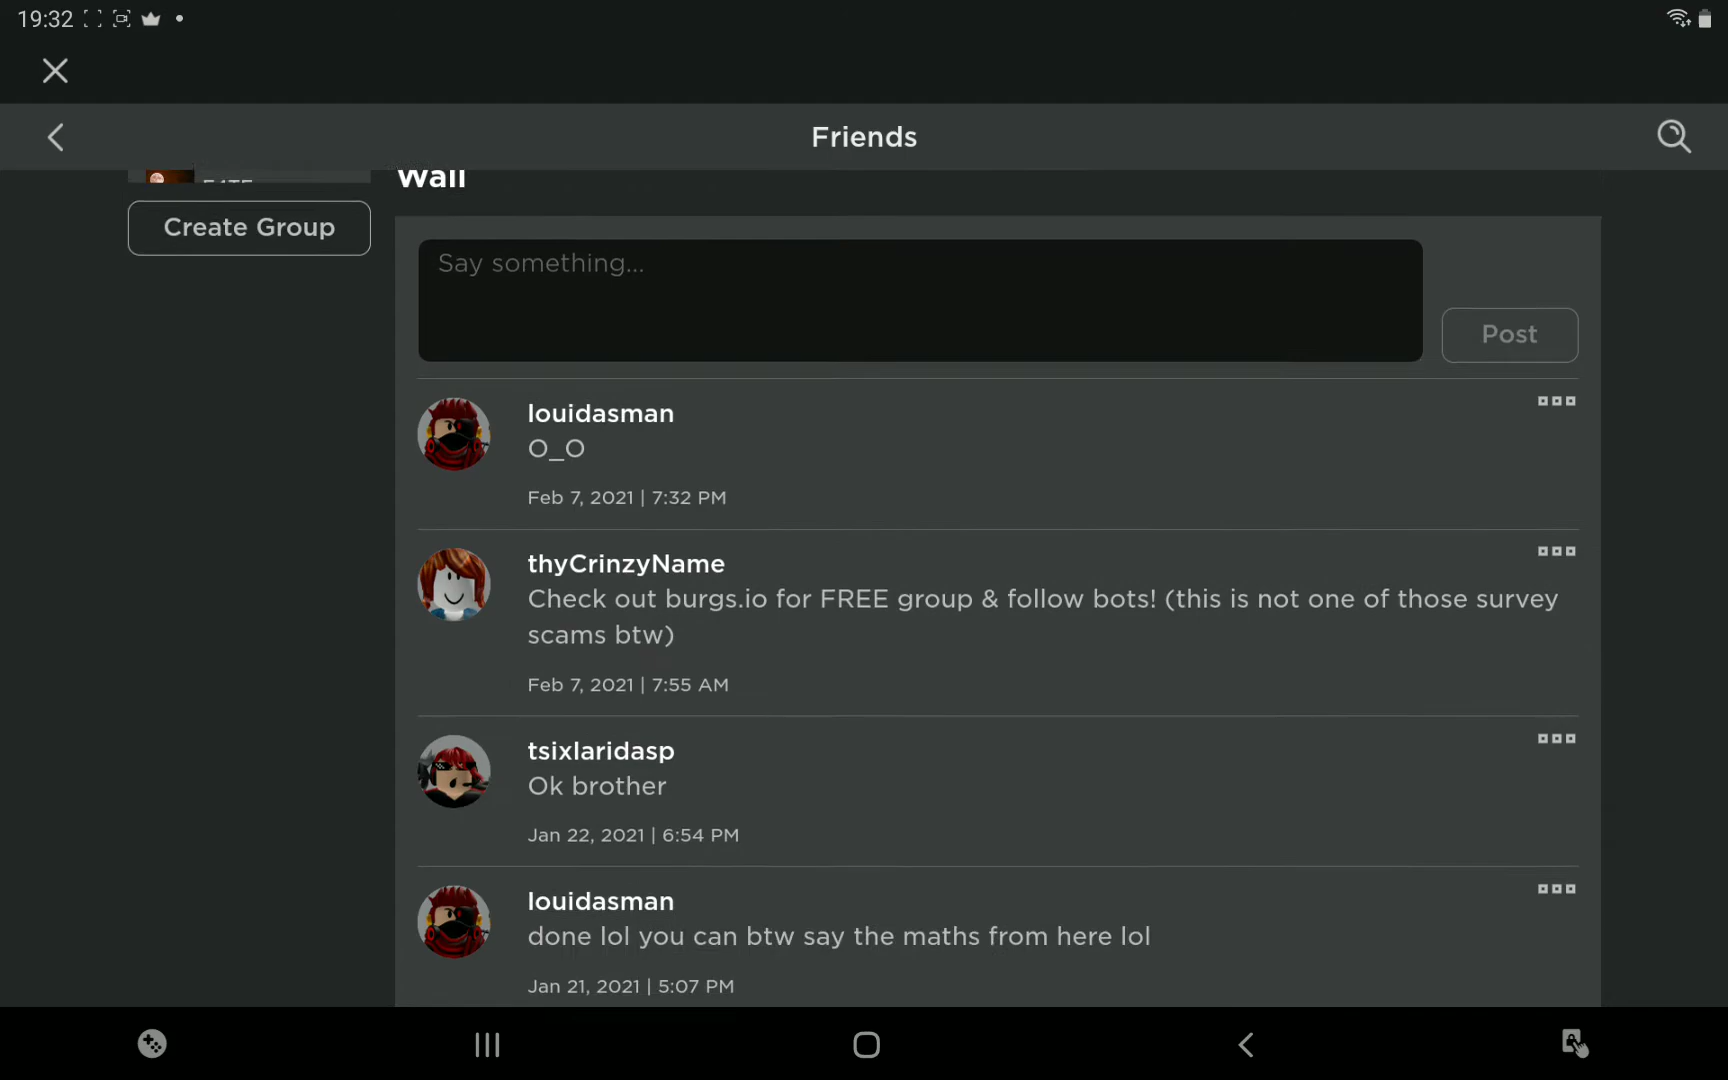 19:32
Friends
Wall
Create Group
Say something...
Post
louidasman
O_O
Feb 7, 2021 | 7:32 PM
thyCrinzyName
Check out burgs.io for FREE group & follow bots! (this is not one of those survey
scams btw)
Feb 7, 2021 | 7:55 AM
tsixlaridasp
Ok brother
Jan 22, 2021 | 6:54 PM
louidasman
done lol you can btw say the maths from here lol
Jan 21, 2021 | 5:07 PM